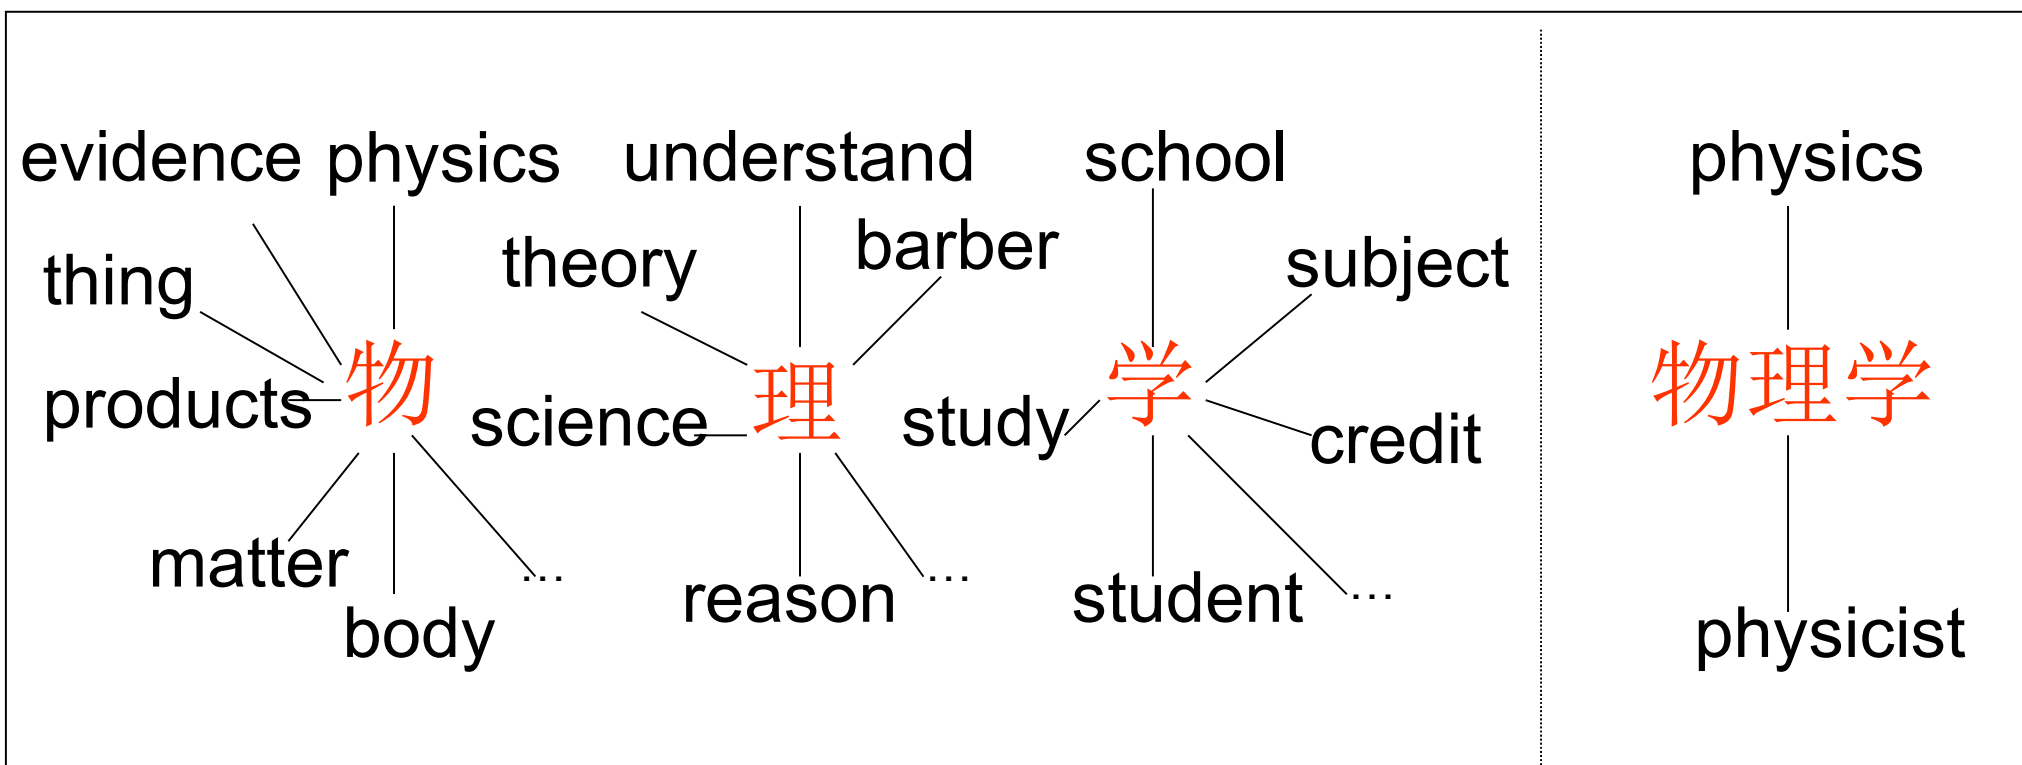 evidence physics understand school physics
thing theory barber subject
products 物 science 理 study 学 credit 物理学
matter body ... reason ... student ... physicist